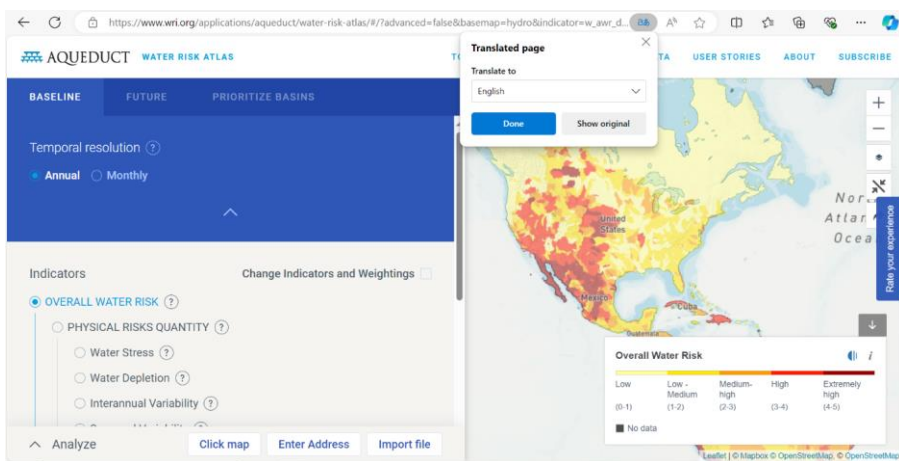 https://www.wri.org/applications/aqueduct/water-risk-atlas/#/?advanced=false&basemap=hydro&indicator=w_awr_d...
AQUEDUCT WATER RISK ATLAS
USER STORIES ABOUT SUBSCRIBE
Translated page
Translate to
English
Done Show original
BASELINE FUTURE PRIORITIZE BASINS
Temporal resolution ?
Annual Monthly
Indicators Change Indicators and Weightings
OVERALL WATER RISK ?
PHYSICAL RISKS QUANTITY ?
Water Stress ?
Water Depletion ?
Interannual Variability ?
Analyze Click map Enter Address Import file
United
States
Mexico
Cuba
Guatemala
Atlan
Ocea
Rate your experience
Overall Water Risk
Low Low - Medium- High Extremely
Medium high high
(0-1) (1-2) (2-3) (3-4) (4-5)
No data
Leaflet | © Mapbox © OpenStreetMap, © OpenStreetMap